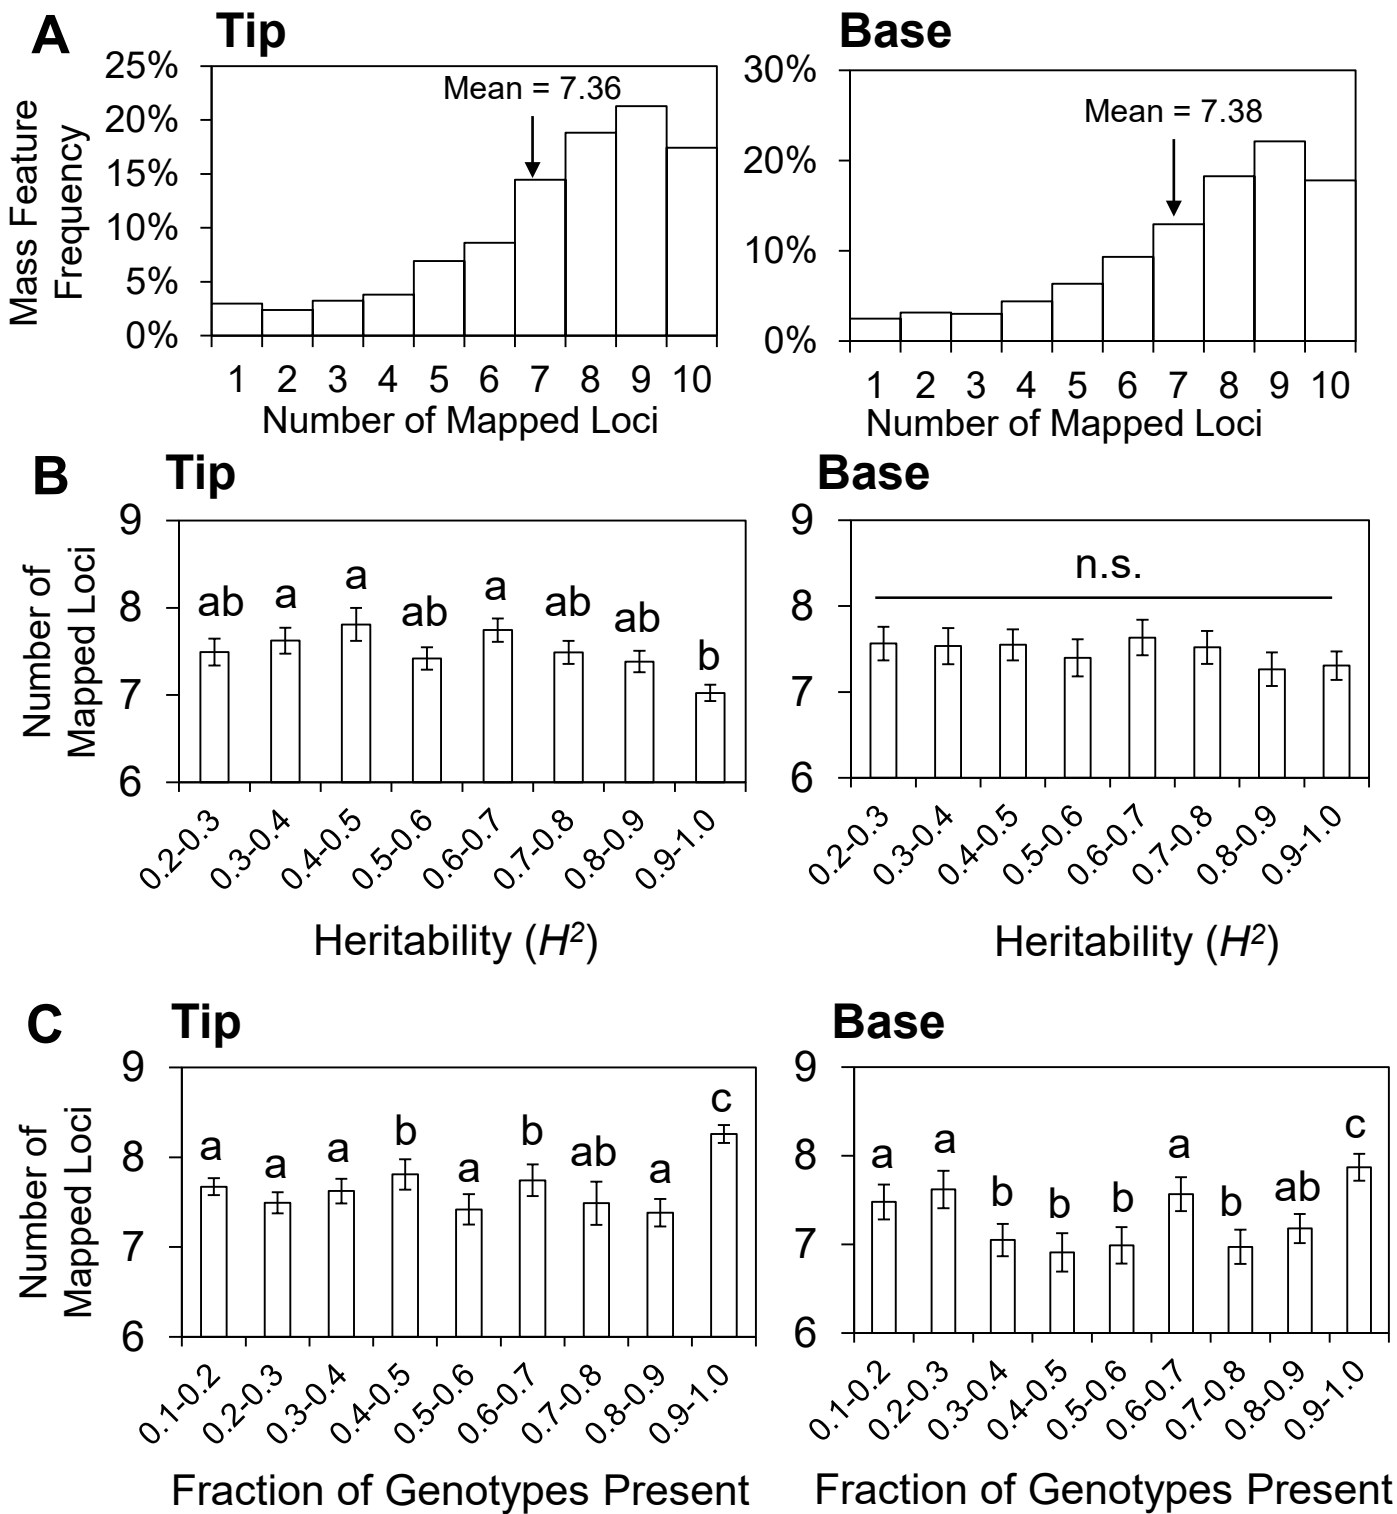 A
Tip
Base
Mass Feature
Frequency
25%
20%
15%
10%
5%
0%
Mean = 7.36
1 2 3 4 5 6 7 8 9 10
Number of Mapped Loci
30%
20%
10%
0%
Mean = 7.38
1 2 3 4 5 6 7 8 9 10
Number of Mapped Loci
B
Tip
Base
Number of
Mapped Loci
9
8
7
6
ab a a ab a ab ab b
0.2-0.3 0.3-0.4 0.4-0.5 0.5-0.6 0.6-0.7 0.7-0.8 0.8-0.9 0.9-1.0
Heritability (H²)
9
8
7
6
n.s.
0.2-0.3 0.3-0.4 0.4-0.5 0.5-0.6 0.6-0.7 0.7-0.8 0.8-0.9 0.9-1.0
Heritability (H²)
C
Tip
Base
Number of
Mapped Loci
9
8
7
6
a a a b a b ab a c
0.1-0.2 0.2-0.3 0.3-0.4 0.4-0.5 0.5-0.6 0.6-0.7 0.7-0.8 0.8-0.9 0.9-1.0
Fraction of Genotypes Present
9
8
7
6
a a b b b a b ab c
0.1-0.2 0.2-0.3 0.3-0.4 0.4-0.5 0.5-0.6 0.6-0.7 0.7-0.8 0.8-0.9 0.9-1.0
Fraction of Genotypes Present